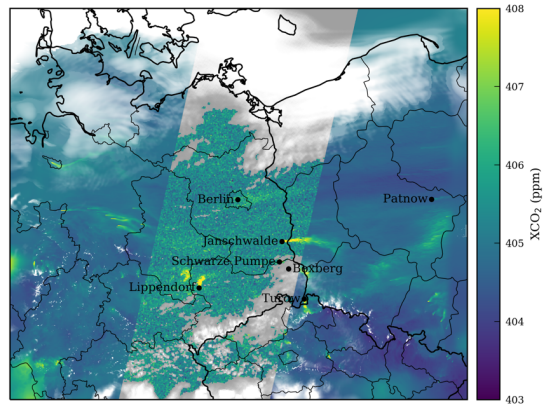 408
407
Berlin
Patnow
406
Janschwalde
Schwarze Pumpe
Boxberg
Lippendorf
Turow
405
404
403
XCO₂ (ppm)